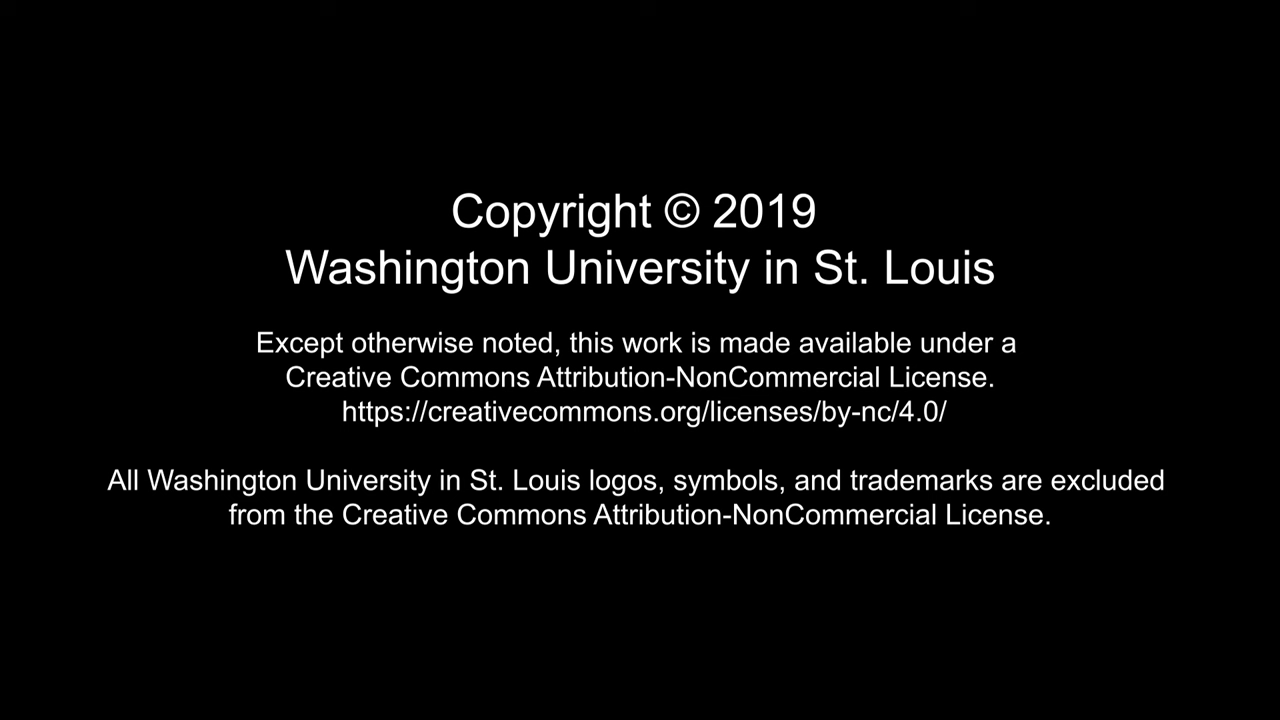 Copyright © 2019
Washington University in St. Louis
Except otherwise noted, this work is made available under a
Creative Commons Attribution-NonCommercial License.
https://creativecommons.org/licenses/by-nc/4.0/
All Washington University in St. Louis logos, symbols, and trademarks are excluded
from the Creative Commons Attribution-NonCommercial License.